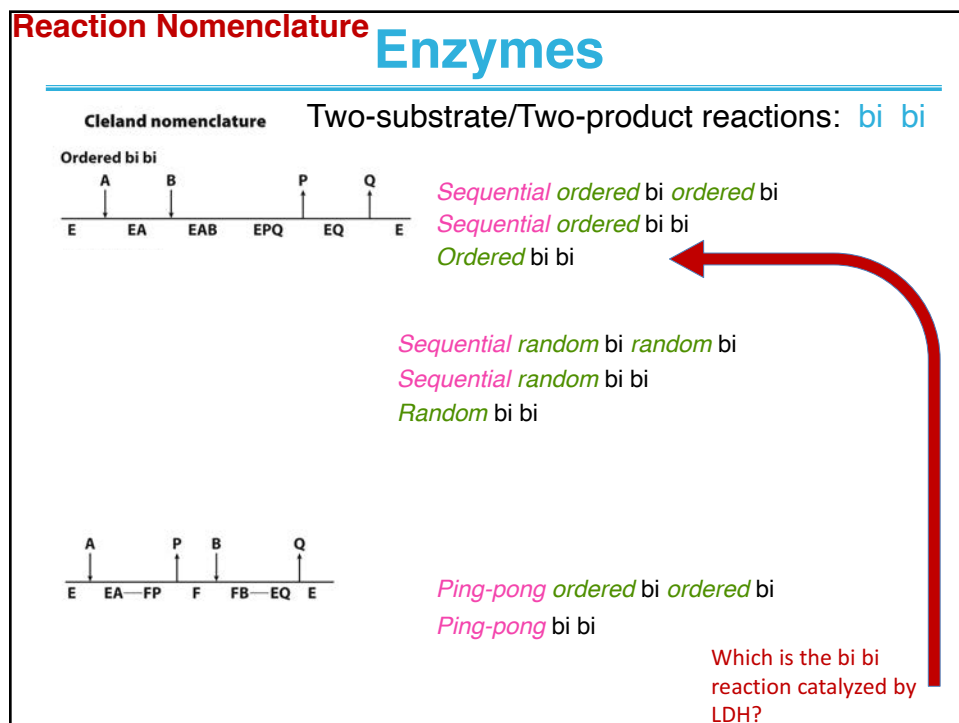 Reaction Nomenclature
Enzymes
Cleland nomenclature
Two-substrate/Two-product reactions: bi bi
Ordered bi bi
A B P Q
E EA EAB EPQ EQ E
Sequential ordered bi ordered bi
Sequential ordered bi bi
Ordered bi bi
Sequential random bi random bi
Sequential random bi bi
Random bi bi
A P B Q
E EA—FP F FB—EQ E
Ping-pong ordered bi ordered bi
Ping-pong bi bi
Which is the bi bi
reaction catalyzed by
LDH?